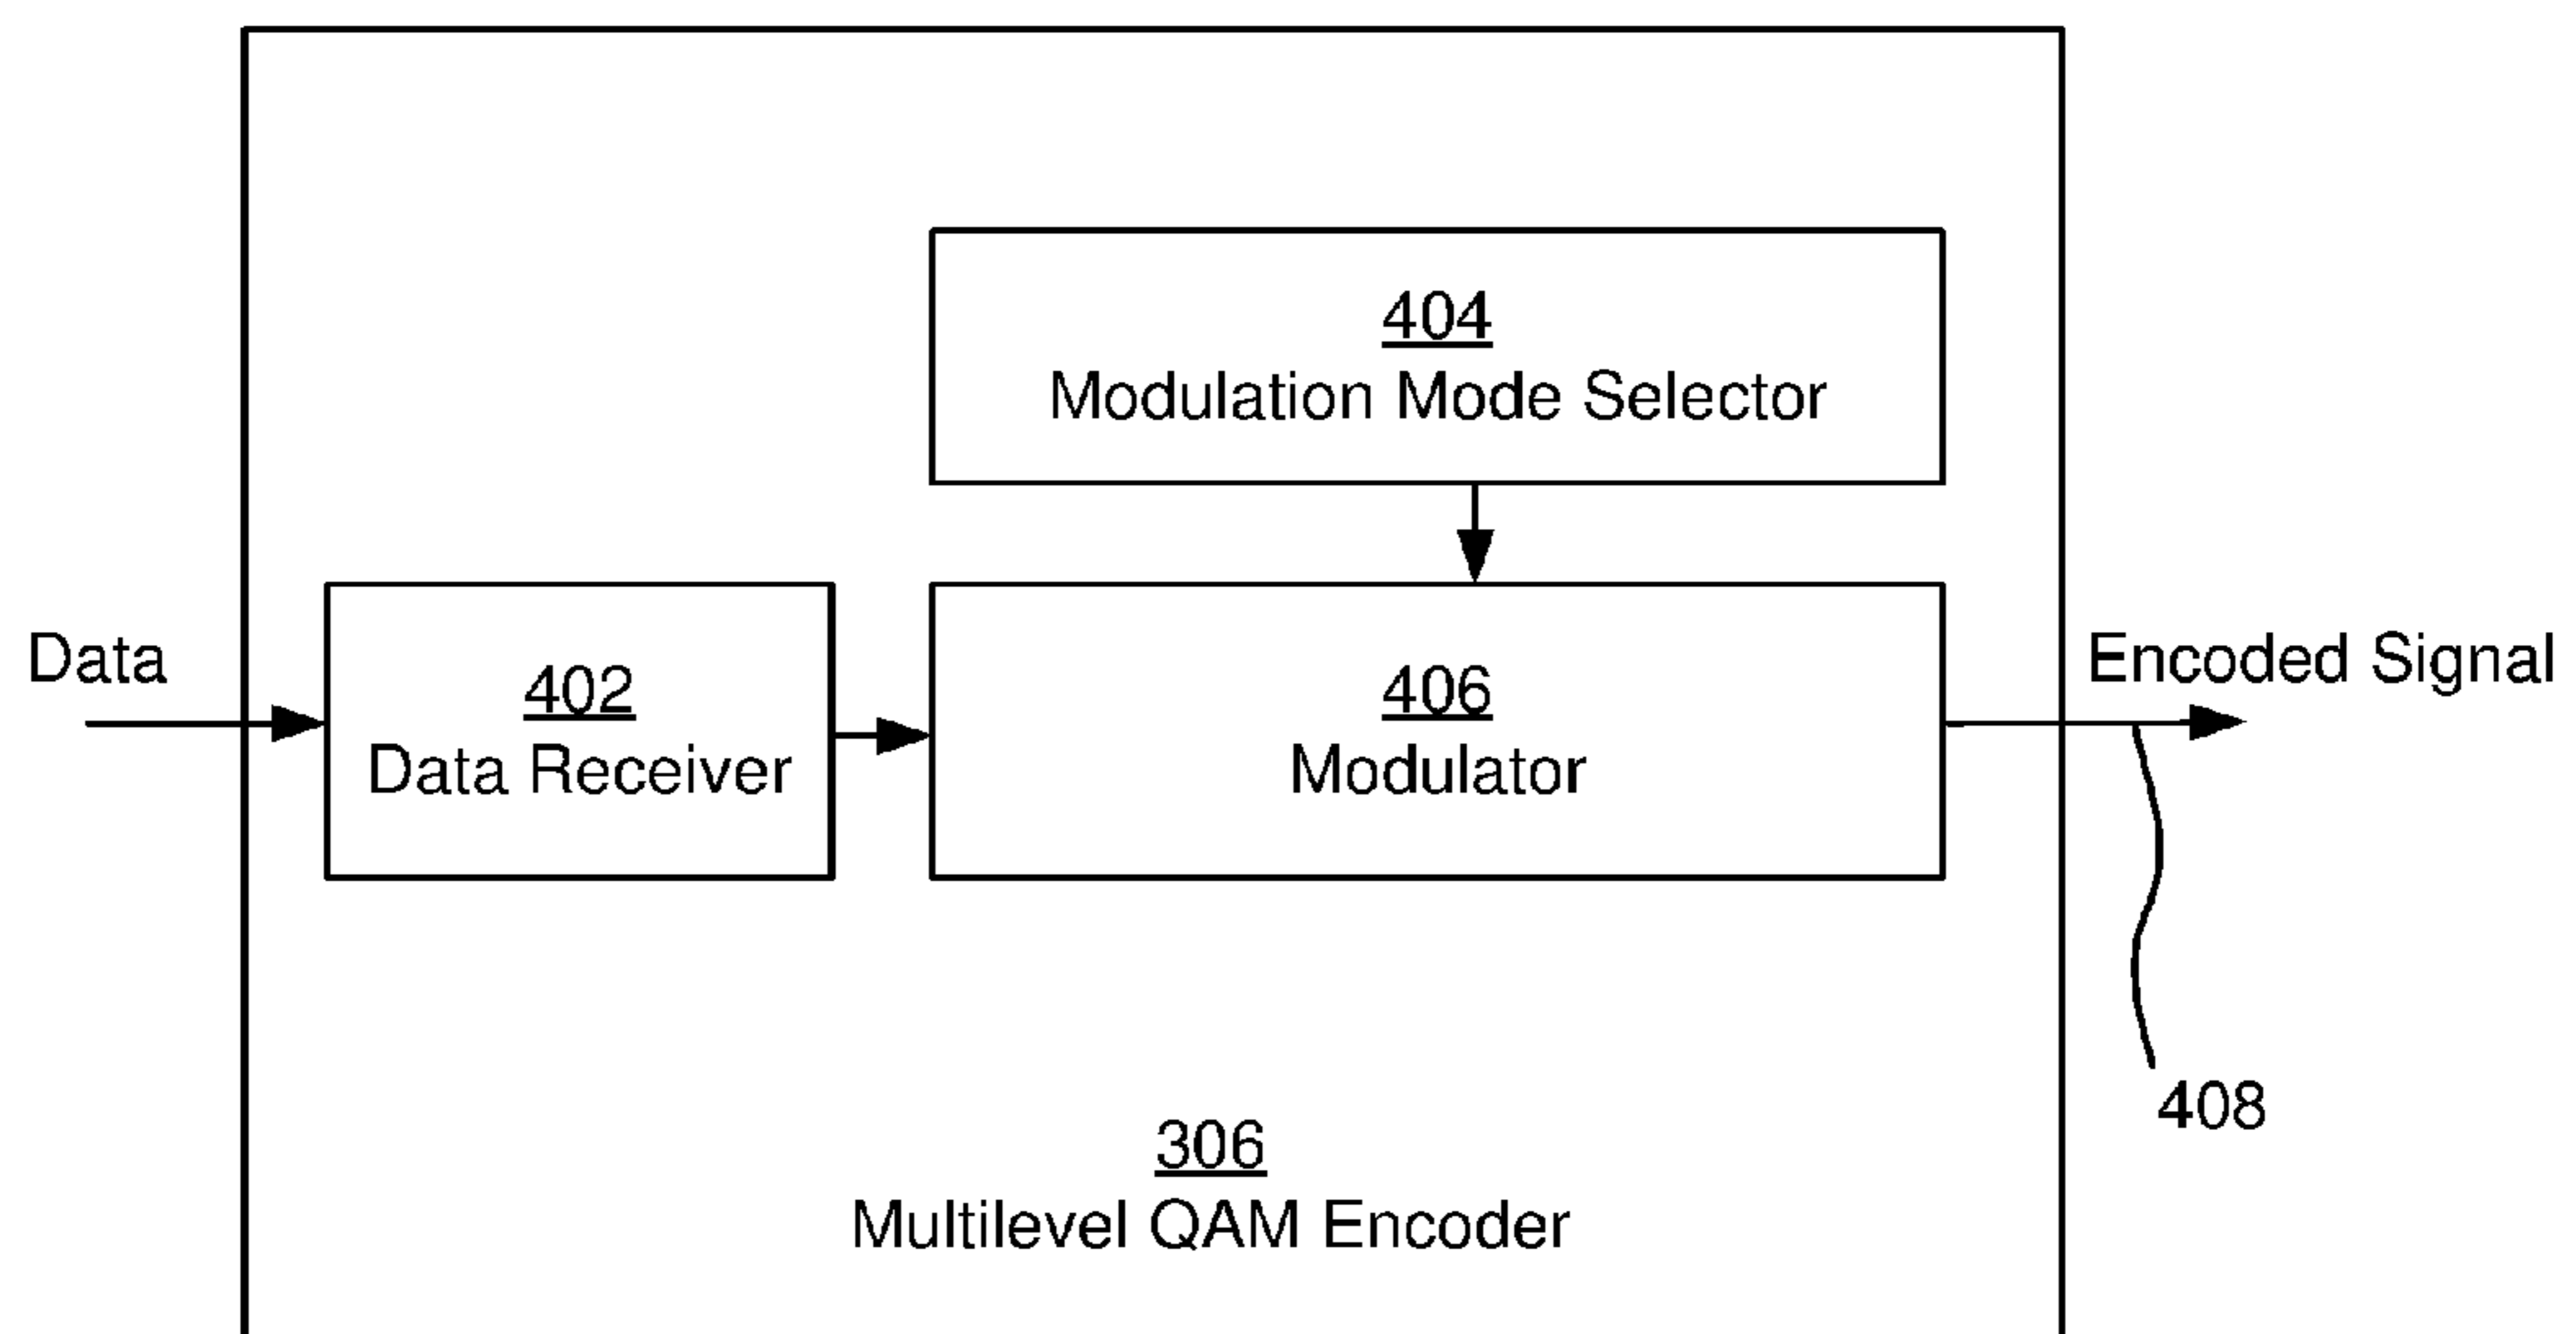 404
Modulation Mode Selector
Data
402
Data Receiver
406
Modulator
Encoded Signal
408
306
Multilevel QAM Encoder